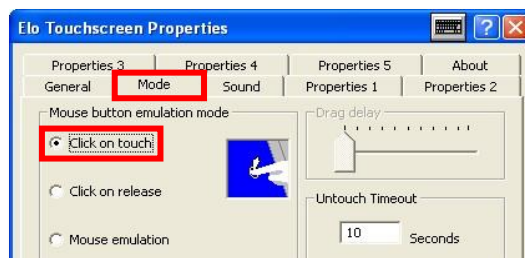 Elo Touchscreen Properties
Properties 3 Properties 4 Properties 5 About
General Mode Sound Properties 1 Properties 2
Mouse button emulation mode
Click on touch
Click on release
Mouse emulation
Drag delay
Untouch Timeout
10 Seconds